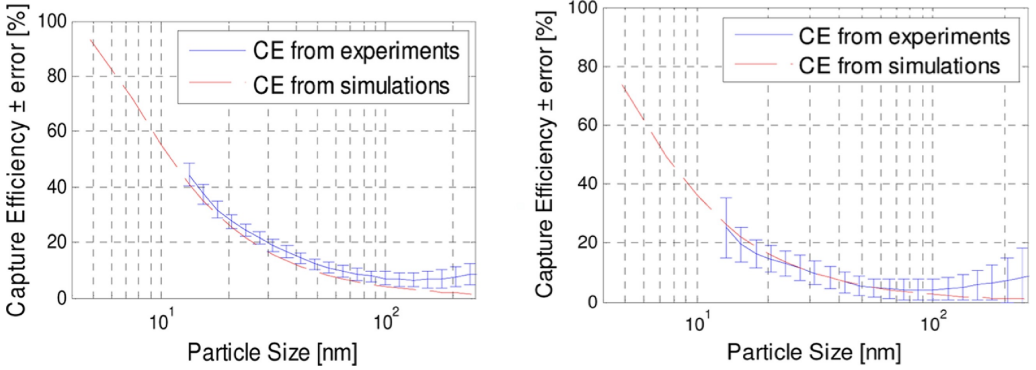 Capture Efficiency ± error [%]
100
80
60
40
20
0
CE from experiments
CE from simulations
10¹
10²
Particle Size [nm]
Capture Efficiency ± error [%]
100
80
60
40
20
0
CE from experiments
CE from simulations
10¹
10²
Particle Size [nm]